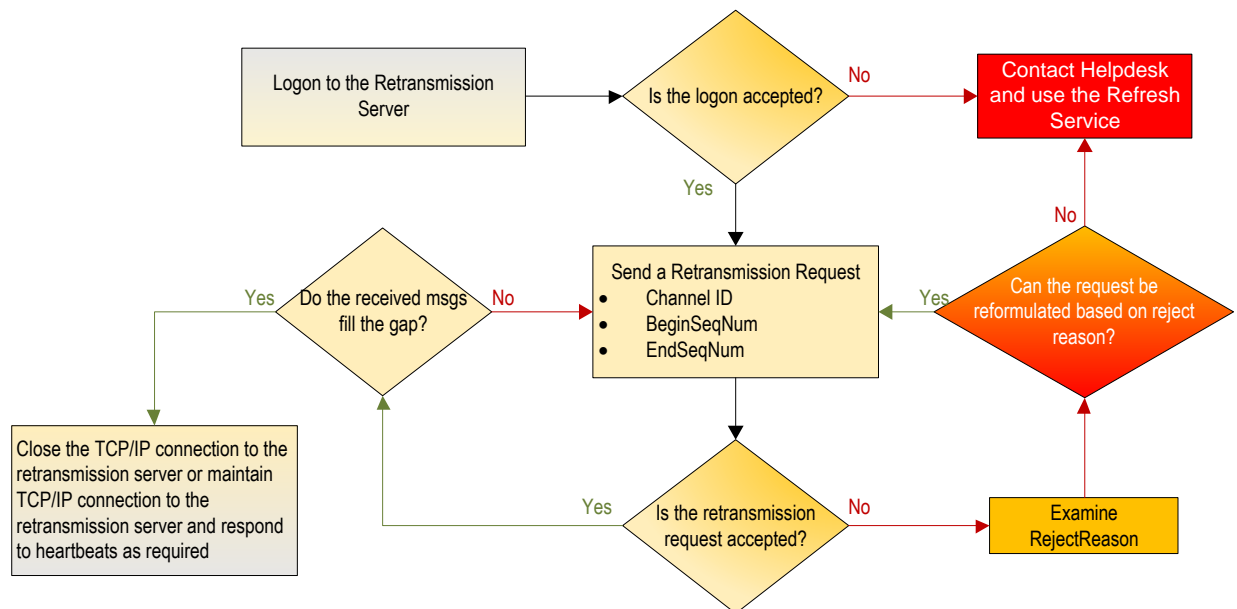 Logon to the Retransmission
Server
Is the logon accepted?
No
Contact Helpdesk
and use the Refresh
Service
Yes
No
Send a Retransmission Request
• Channel ID
• BeginSeqNum
• EndSeqNum
Yes
Do the received msgs
fill the gap?
No
Yes
Can the request be
reformulated based on reject
reason?
Close the TCP/IP connection to the
retransmission server or maintain
TCP/IP connection to the
retransmission server and respond
to heartbeats as required
Yes
Is the retransmission
request accepted?
No
Examine
RejectReason